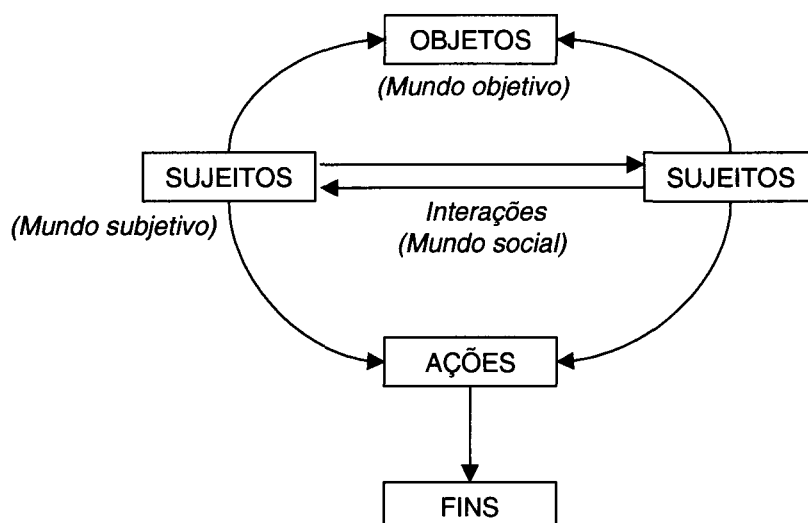 OBJETOS
(Mundo objetivo)
SUJEITOS
SUJEITOS
(Mundo subjetivo)
Interações
(Mundo social)
AÇÕES
FINS